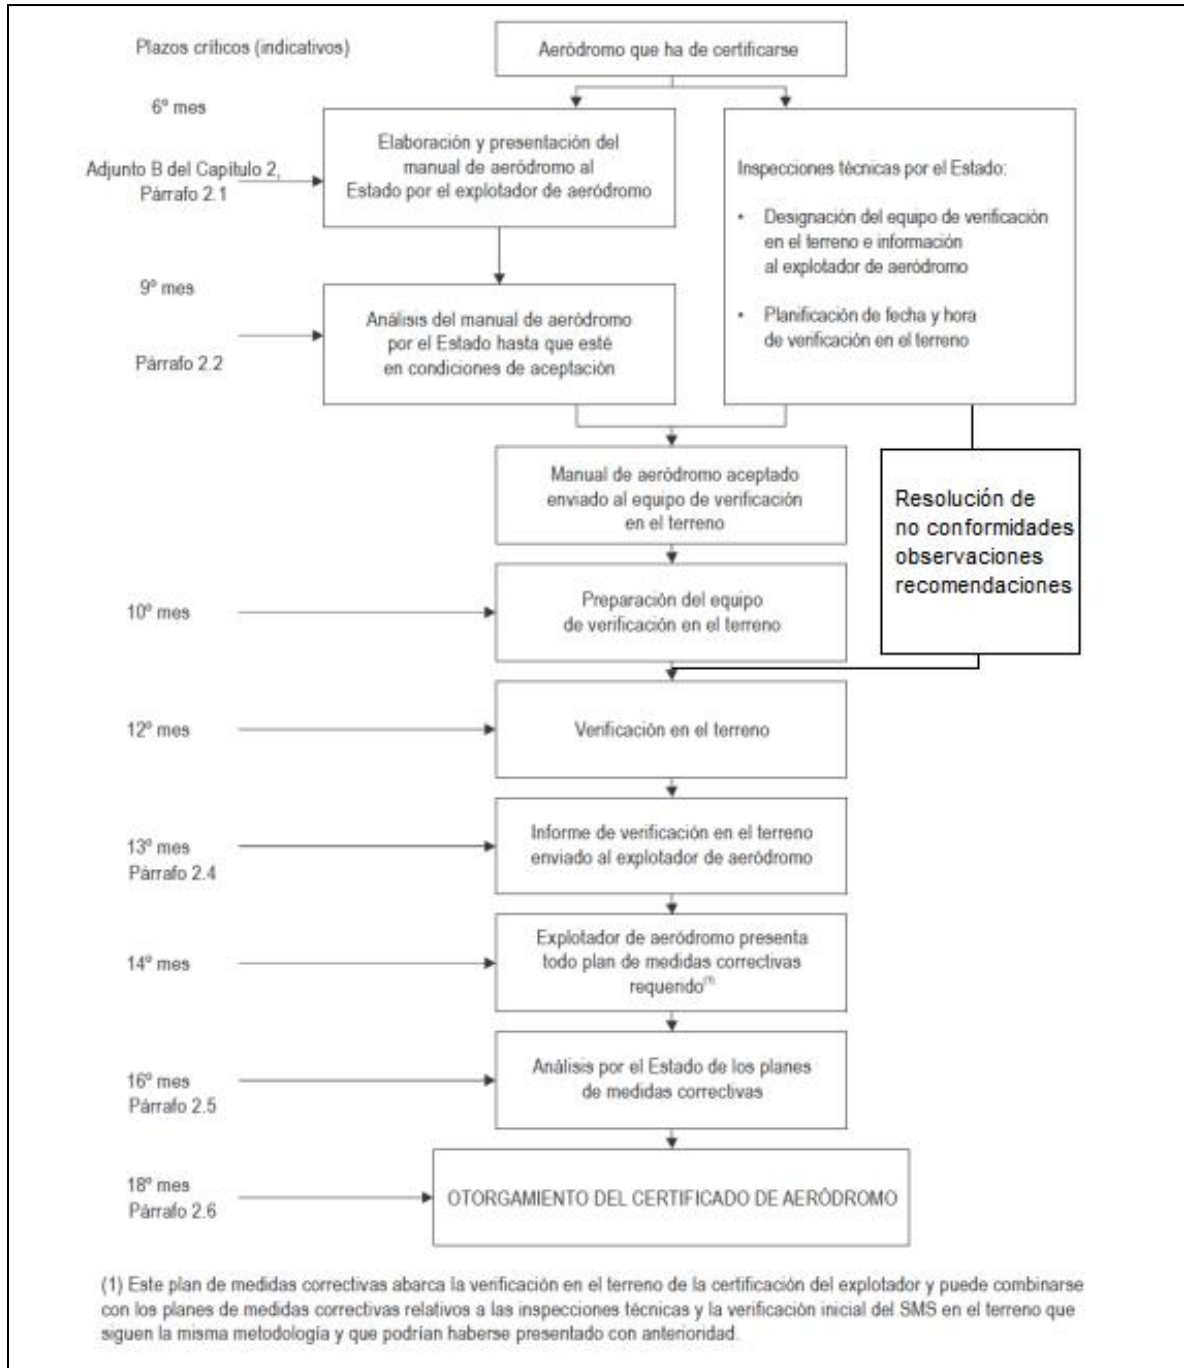 Plazos críticos (indicativos)
Aeródromo que ha de certificarse
6º mes
Adjunto B del Capítulo 2,
Párrafo 2.1
Elaboración y presentación del
manual de aeródromo al
Estado por el explotador de aeródromo
Inspecciones técnicas por el Estado:
• Designación del equipo de verificación
en el terreno e información
al explotador de aeródromo
• Planificación de fecha y hora
de verificación en el terreno
9º mes
Párrafo 2.2
Análisis del manual de aeródromo
por el Estado hasta que esté
en condiciones de aceptación
Manual de aeródromo aceptado
enviado al equipo de verificación
en el terreno
Resolución de
no conformidades
observaciones
recomendaciones
10º mes
Preparación del equipo
de verificación en el terreno
12º mes
Verificación en el terreno
13º mes
Párrafo 2.4
Informe de verificación en el terreno
enviado al explotador de aeródromo
14º mes
Explotador de aeródromo presenta
todo plan de medidas correctivas
requerido(1)
16º mes
Párrafo 2.5
Análisis por el Estado de los planes
de medidas correctivas
18º mes
Párrafo 2.6
OTORGAMIENTO DEL CERTIFICADO DE AERÓDROMO
(1) Este plan de medidas correctivas abarca la verificación en el terreno de la certificación del explotador y puede combinarse
con los planes de medidas correctivas relativos a las inspecciones técnicas y la verificación inicial del SMS en el terreno que
siguen la misma metodología y que podrían haberse presentado con anterioridad.